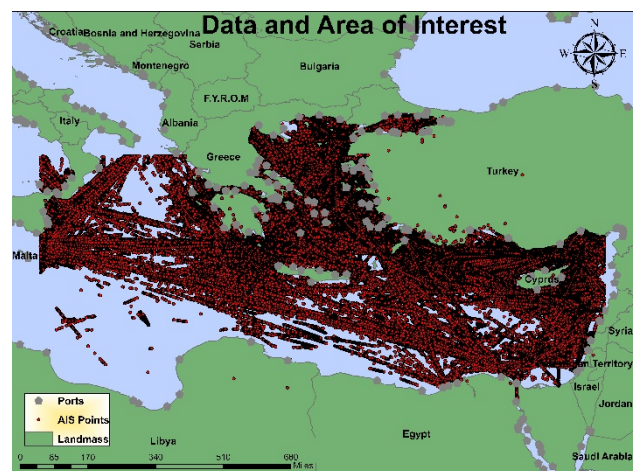 Data and Area of Interest
N
W
E
S
Croatia
Bosnia and Herzegovina
Serbia
Montenegro
Bulgaria
F.Y.R.O.M
Italy
Albania
Greece
Turkey
Malta
Cyprus
Syria
Territory
Israel
Jordan
Ports
AIS Points
Landmass
Libya
Egypt
Saudi Arabia
0 85 170 340 510 680
Miles